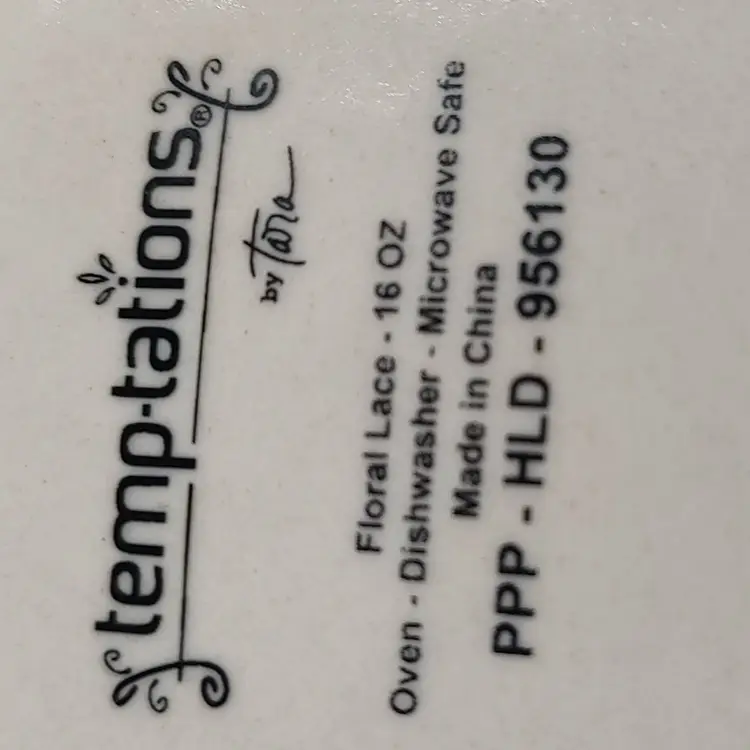 temp-tations®
by Tara
Floral Lace - 16 OZ
Oven - Dishwasher - Microwave Safe
Made in China
PPP - HLD - 956130